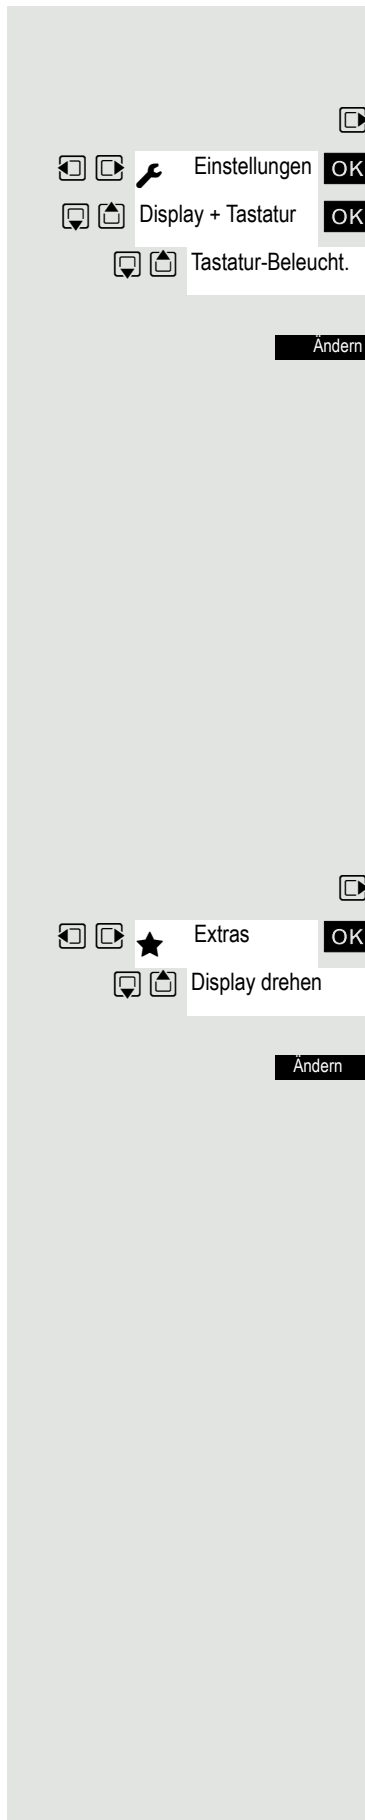 Einstellungen OK
Display + Tastatur OK
Tastatur-Beleucht.
Ändern
Extras OK
Display drehen
Ändern